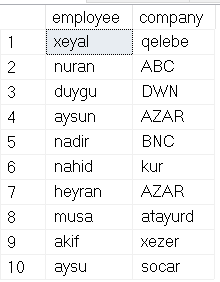 employee company
1 xeyal qelebe
2 nuran ABC
3 duygu DWN
4 aysun AZAR
5 nadir BNC
6 nahid kur
7 heyran AZAR
8 musa atayurd
9 akif xezer
10 aysu socar